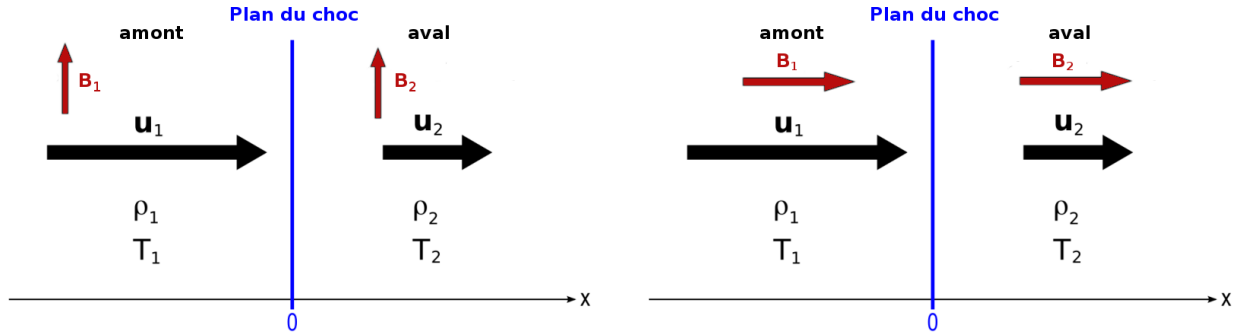 Plan du choc
amont
aval
B1
B2
u1
u2
ρ1
ρ2
T1
T2
x
0
Plan du choc
amont
aval
B1
B2
u1
u2
ρ1
ρ2
T1
T2
x
0